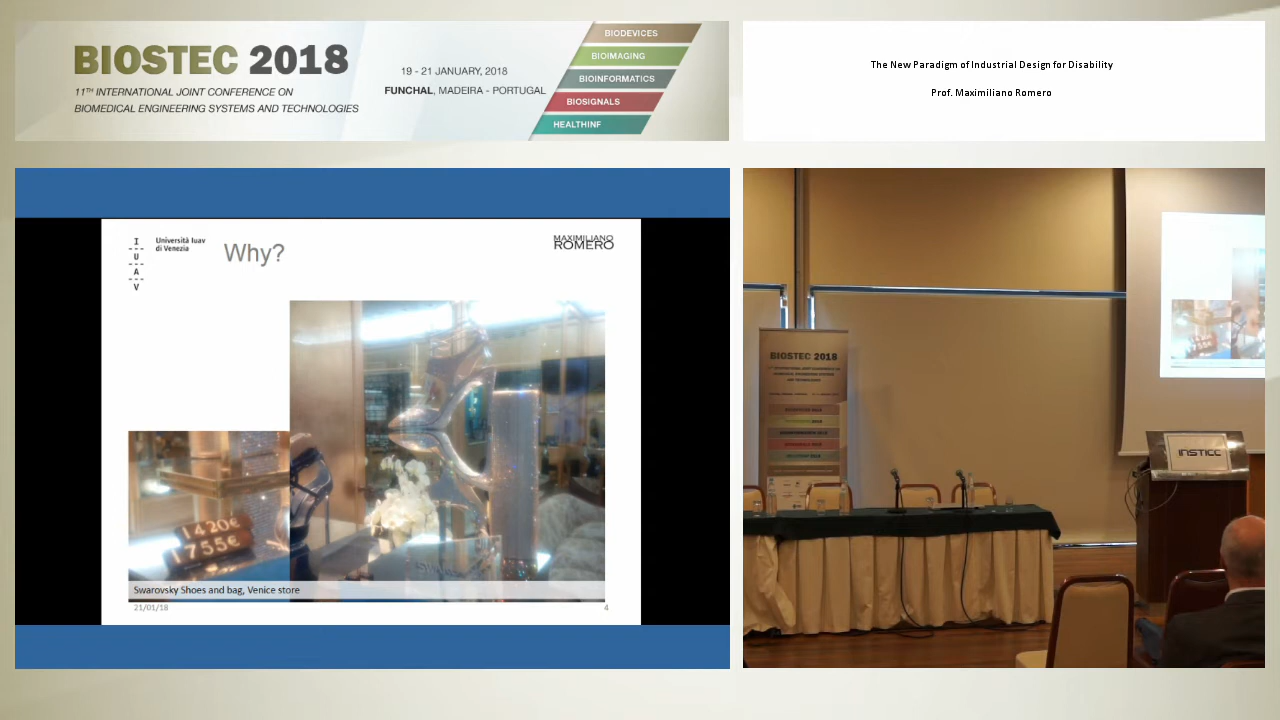 BIOSTEC 2018
11TH INTERNATIONAL JOINT CONFERENCE ON
BIOMEDICAL ENGINEERING SYSTEMS AND TECHNOLOGIES
19 - 21 JANUARY, 2018
FUNCHAL, MADEIRA - PORTUGAL
BIODEVICES
BIOIMAGING
BIOINFORMATICS
BIOSIGNALS
HEALTHINF
The New Paradigm of Industrial Design for Disability
Prof. Maximiliano Romero
I
U
A
V
Università Iuav
di Venezia
Why?
MAXIMILIANO
ROMERO
1420€
1755€
Swarovsky Shoes and bag, Venice store
21/01/18
4
BIOSTEC 2018
INSTICC